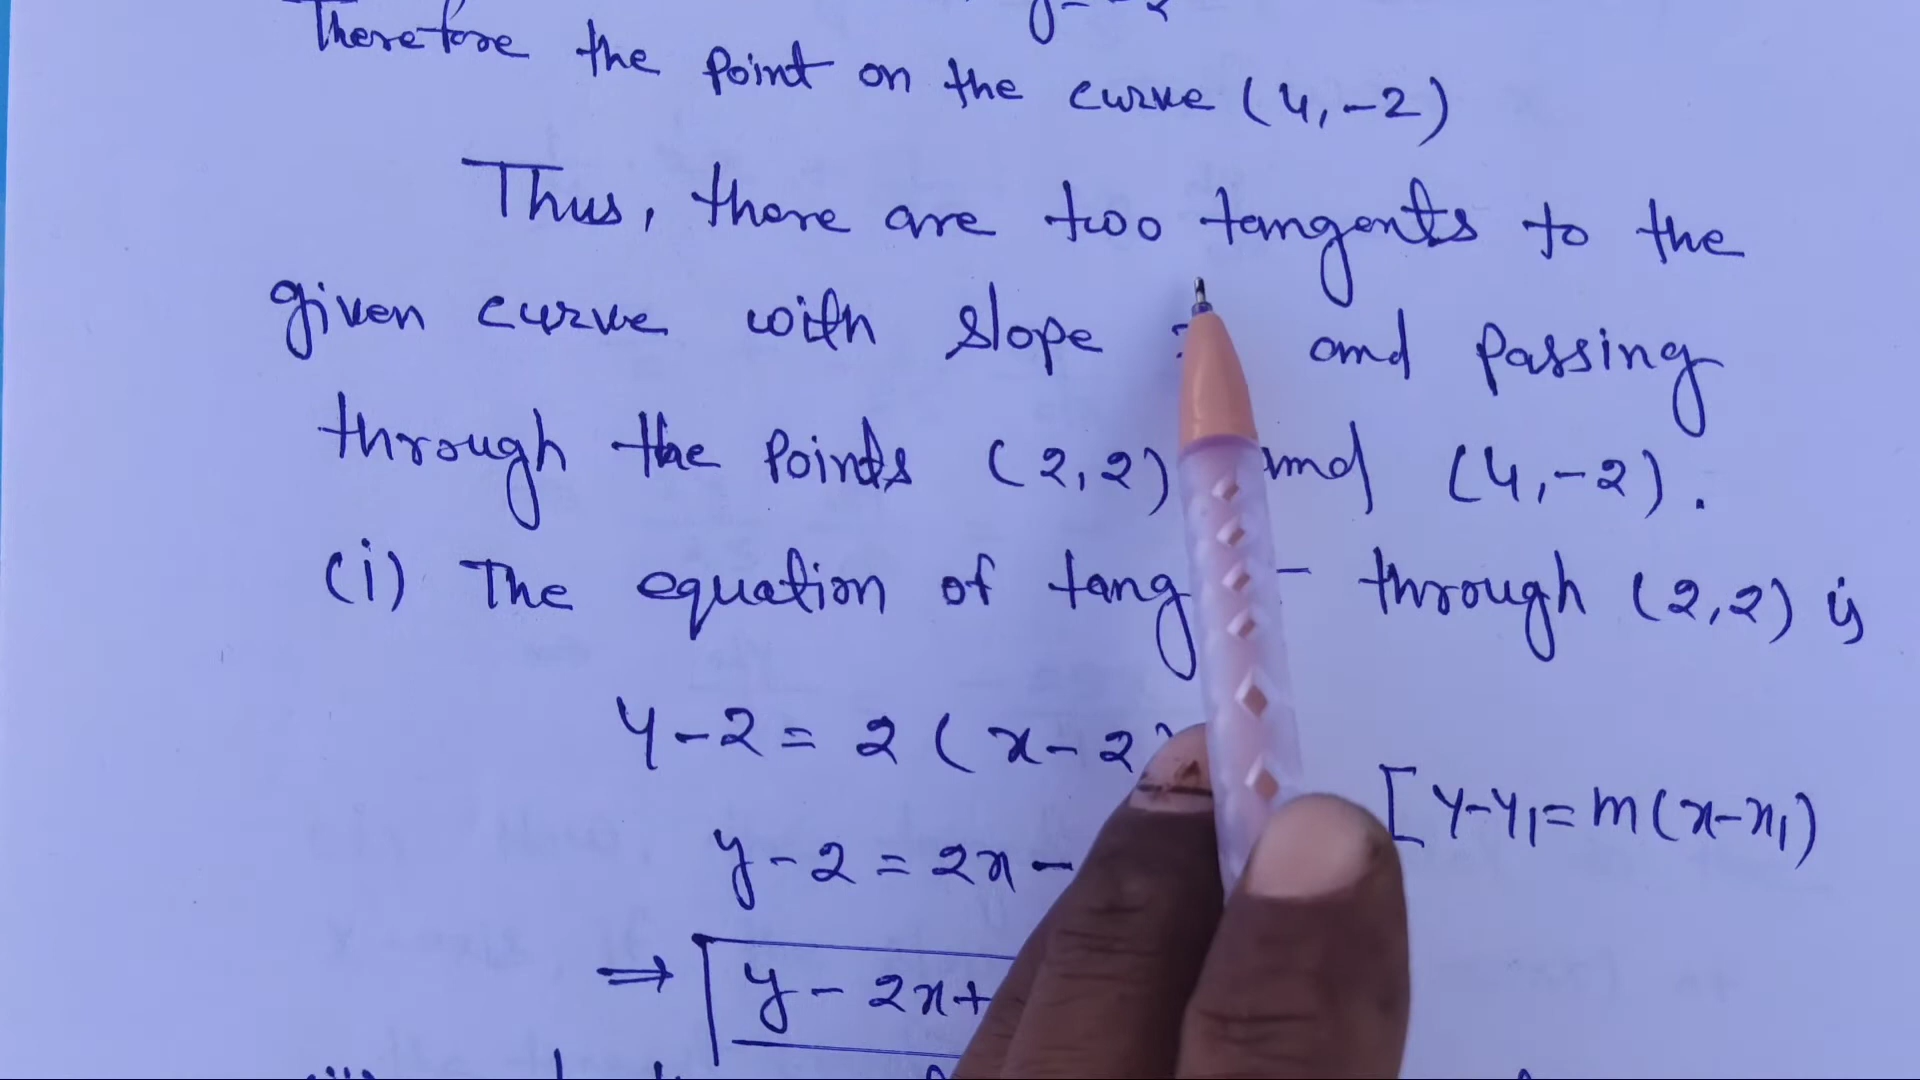 Therefore the point on the curve (4,-2)
Thus, there are two tangents to the
given curve with slope and passing
through the points (2,2) and (4,-2).
(i) The equation of tang through (2,2) is
y-2= 2(x-2)
[y-y₁=m(x-x₁)
y-2=2x-
⇒ y-2x+